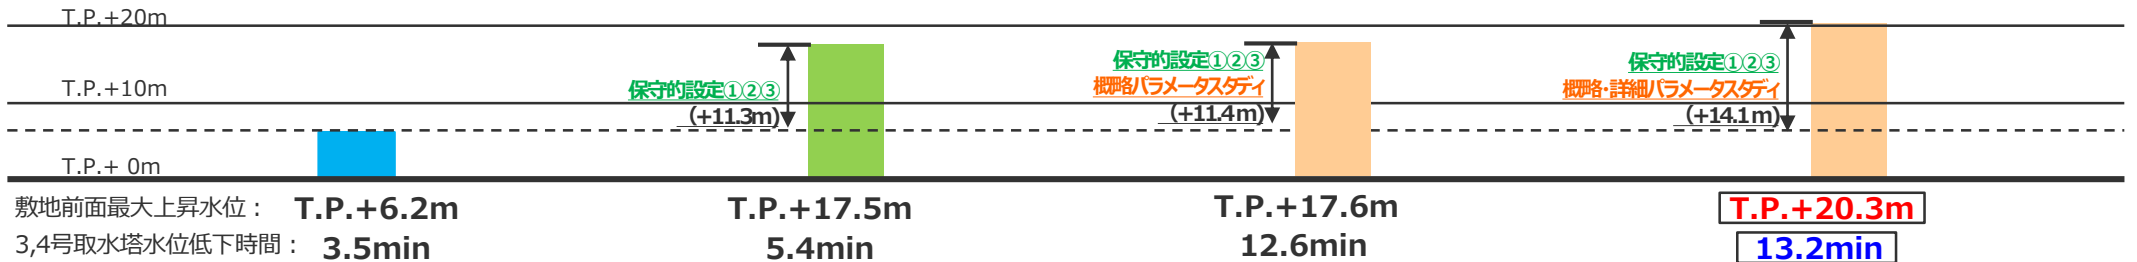 T.P.+20m
T.P.+10m
T.P.+ 0m
保守的設定①②③
(+11.3m)
保守的設定①②③
概略パラメータスタディ
(+11.4m)
保守的設定①②③
概略・詳細パラメータスタディ
(+14.1m)
敷地前面最大上昇水位： T.P.+6.2m T.P.+17.5m T.P.+17.6m T.P.+20.3m
3,4号取水塔水位低下時間： 3.5min 5.4min 12.6min 13.2min